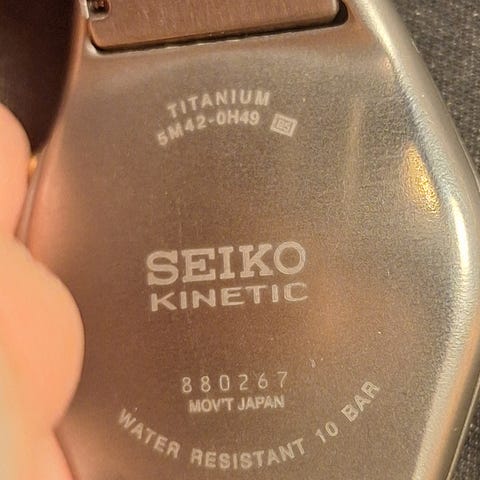 TITANIUM
5M42-0H49
SEIKO
KINETIC
880267
MOV'T JAPAN
WATER RESISTANT 10 BAR